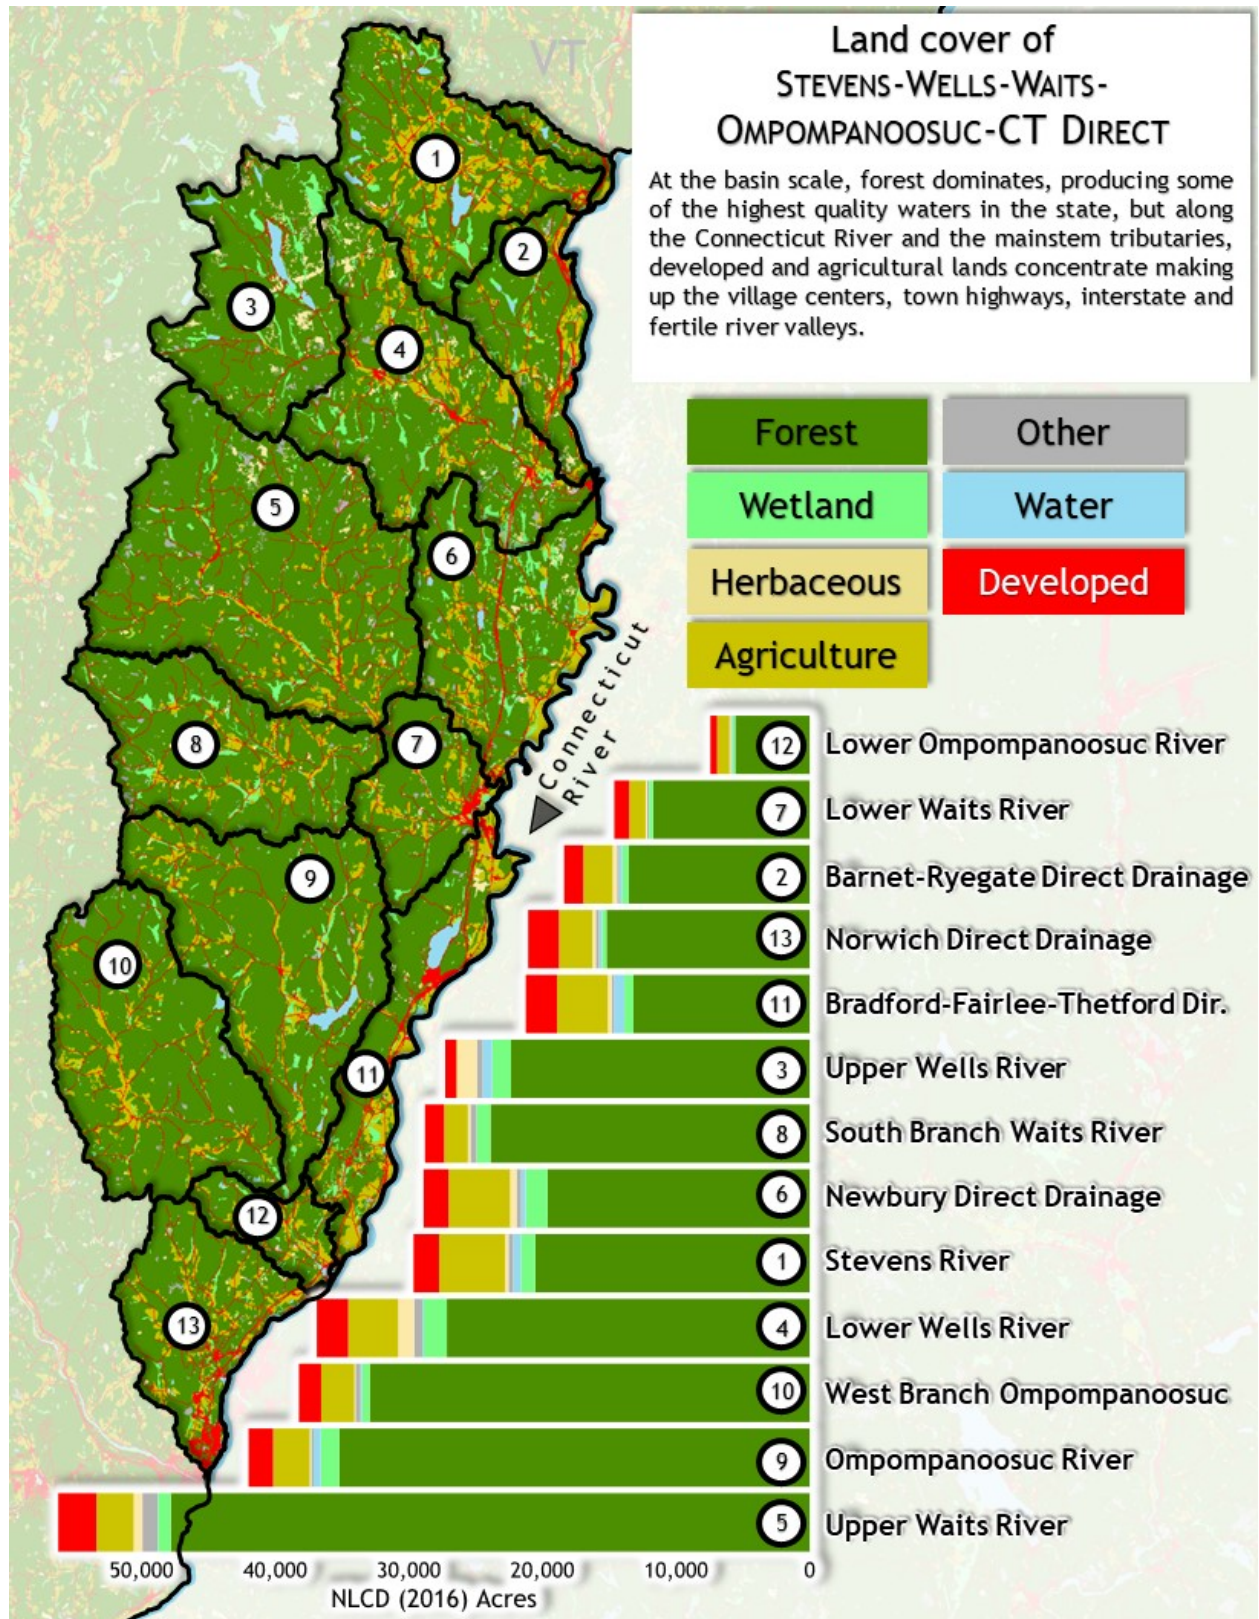 VT
Land cover of
STEVENS-WELLS-WAITS-
OMPOMPANOOSUC-CT DIRECT
At the basin scale, forest dominates, producing some
of the highest quality waters in the state, but along
the Connecticut River and the mainstem tributaries,
developed and agricultural lands concentrate making
up the village centers, town highways, interstate and
fertile river valleys.
1
2
3
4
5
6
7
8
9
10
11
12
13
Connecticut
River
Forest
Other
Wetland
Water
Herbaceous
Developed
Agriculture
12 Lower Ompompanoosuc River
7 Lower Waits River
2 Barnet-Ryegate Direct Drainage
13 Norwich Direct Drainage
11 Bradford-Fairlee-Thetford Dir.
3 Upper Wells River
8 South Branch Waits River
6 Newbury Direct Drainage
1 Stevens River
4 Lower Wells River
10 West Branch Ompompanoosuc
9 Ompompanoosuc River
5 Upper Waits River
50,000 40,000 30,000 20,000 10,000 0
NLCD (2016) Acres